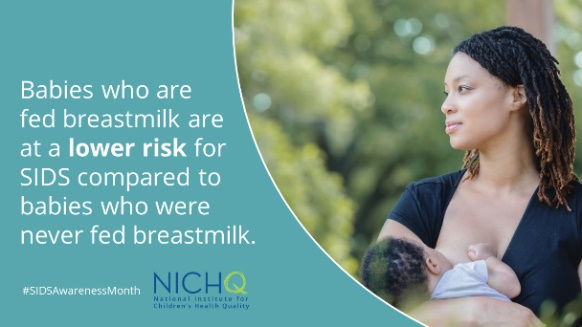 Babies who are
fed breastmilk are
at a lower risk for
SIDS compared to
babies who were
never fed breastmilk.
#SIDSAwarenessMonth
NICHQ
National Institute for
Children's Health Quality